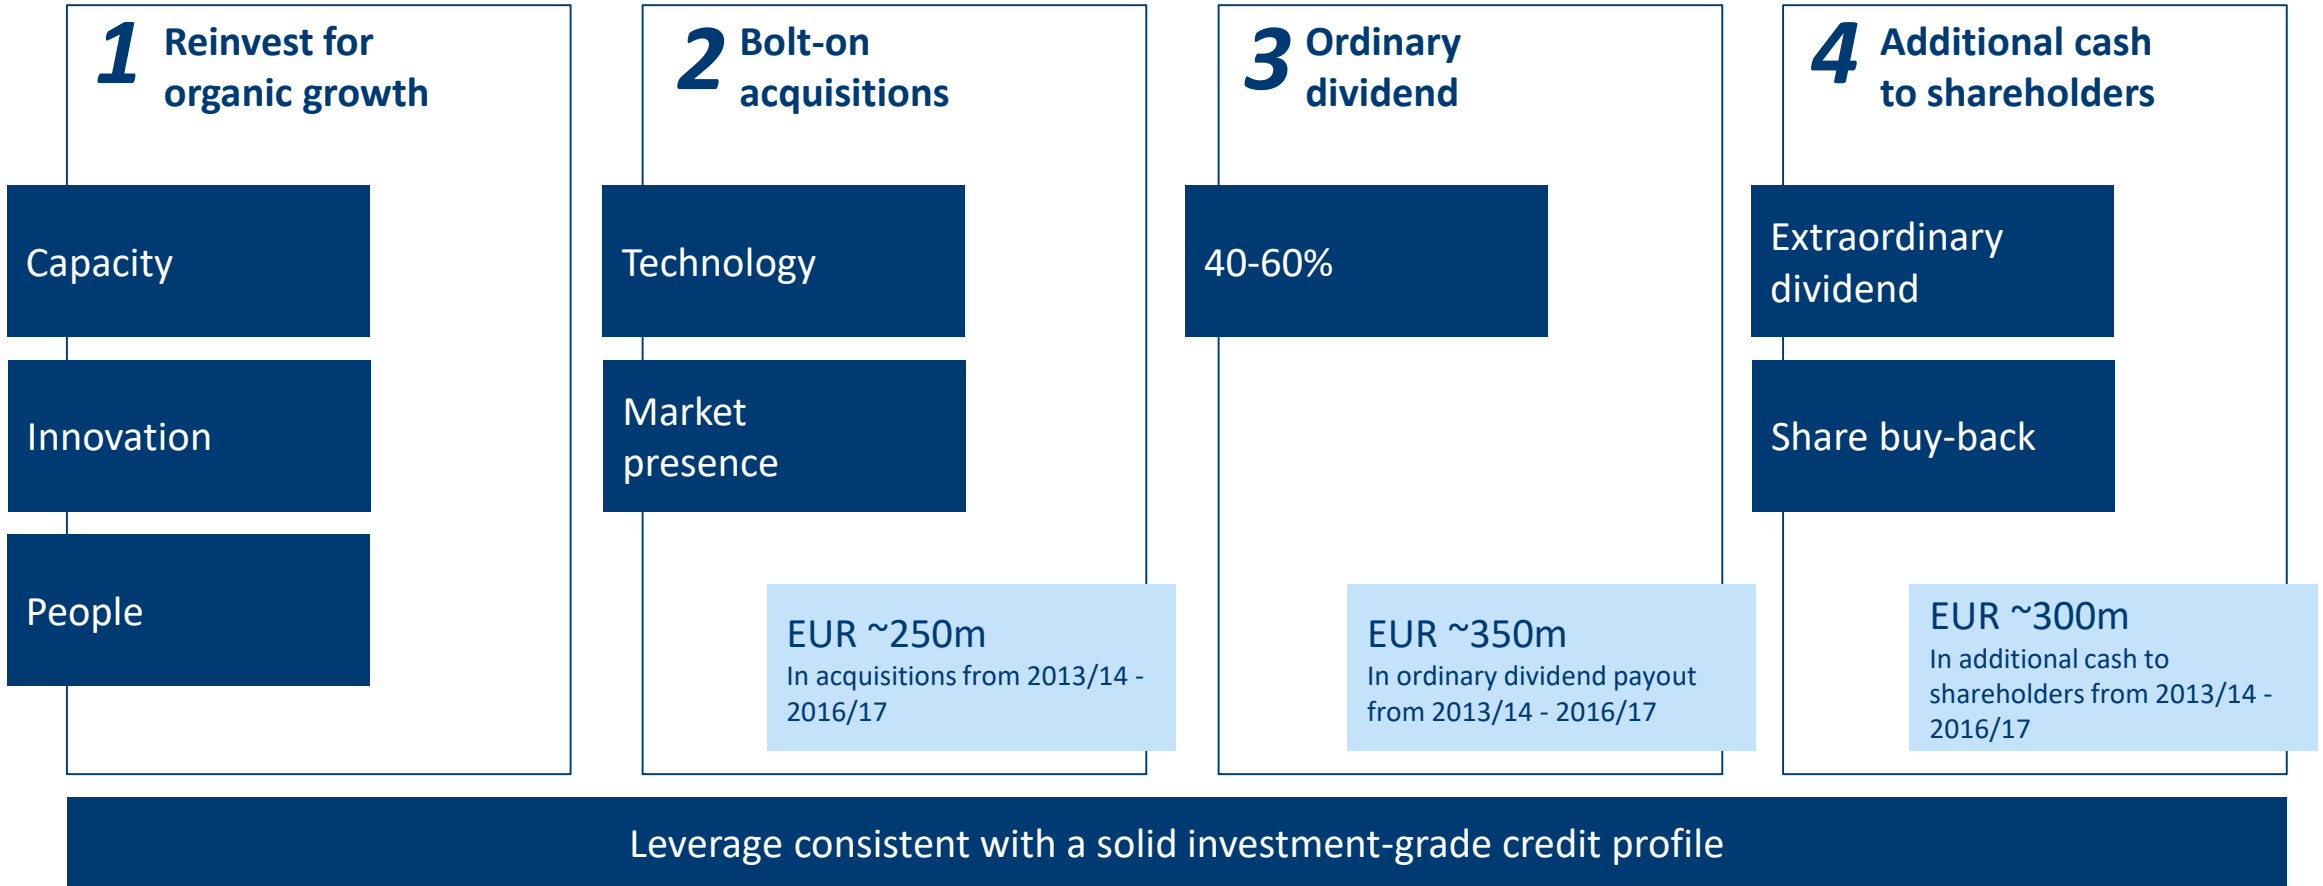 1
Reinvest for
organic growth
Capacity
Innovation
People
2
Bolt-on
acquisitions
Technology
Market
presence
EUR ~250m
In acquisitions from 2013/14 -
2016/17
3
Ordinary
dividend
40-60%
EUR ~350m
In ordinary dividend payout
from 2013/14 - 2016/17
4
Additional cash
to shareholders
Extraordinary
dividend
Share buy-back
EUR ~300m
In additional cash to
shareholders from 2013/14 -
2016/17
Leverage consistent with a solid investment-grade credit profile